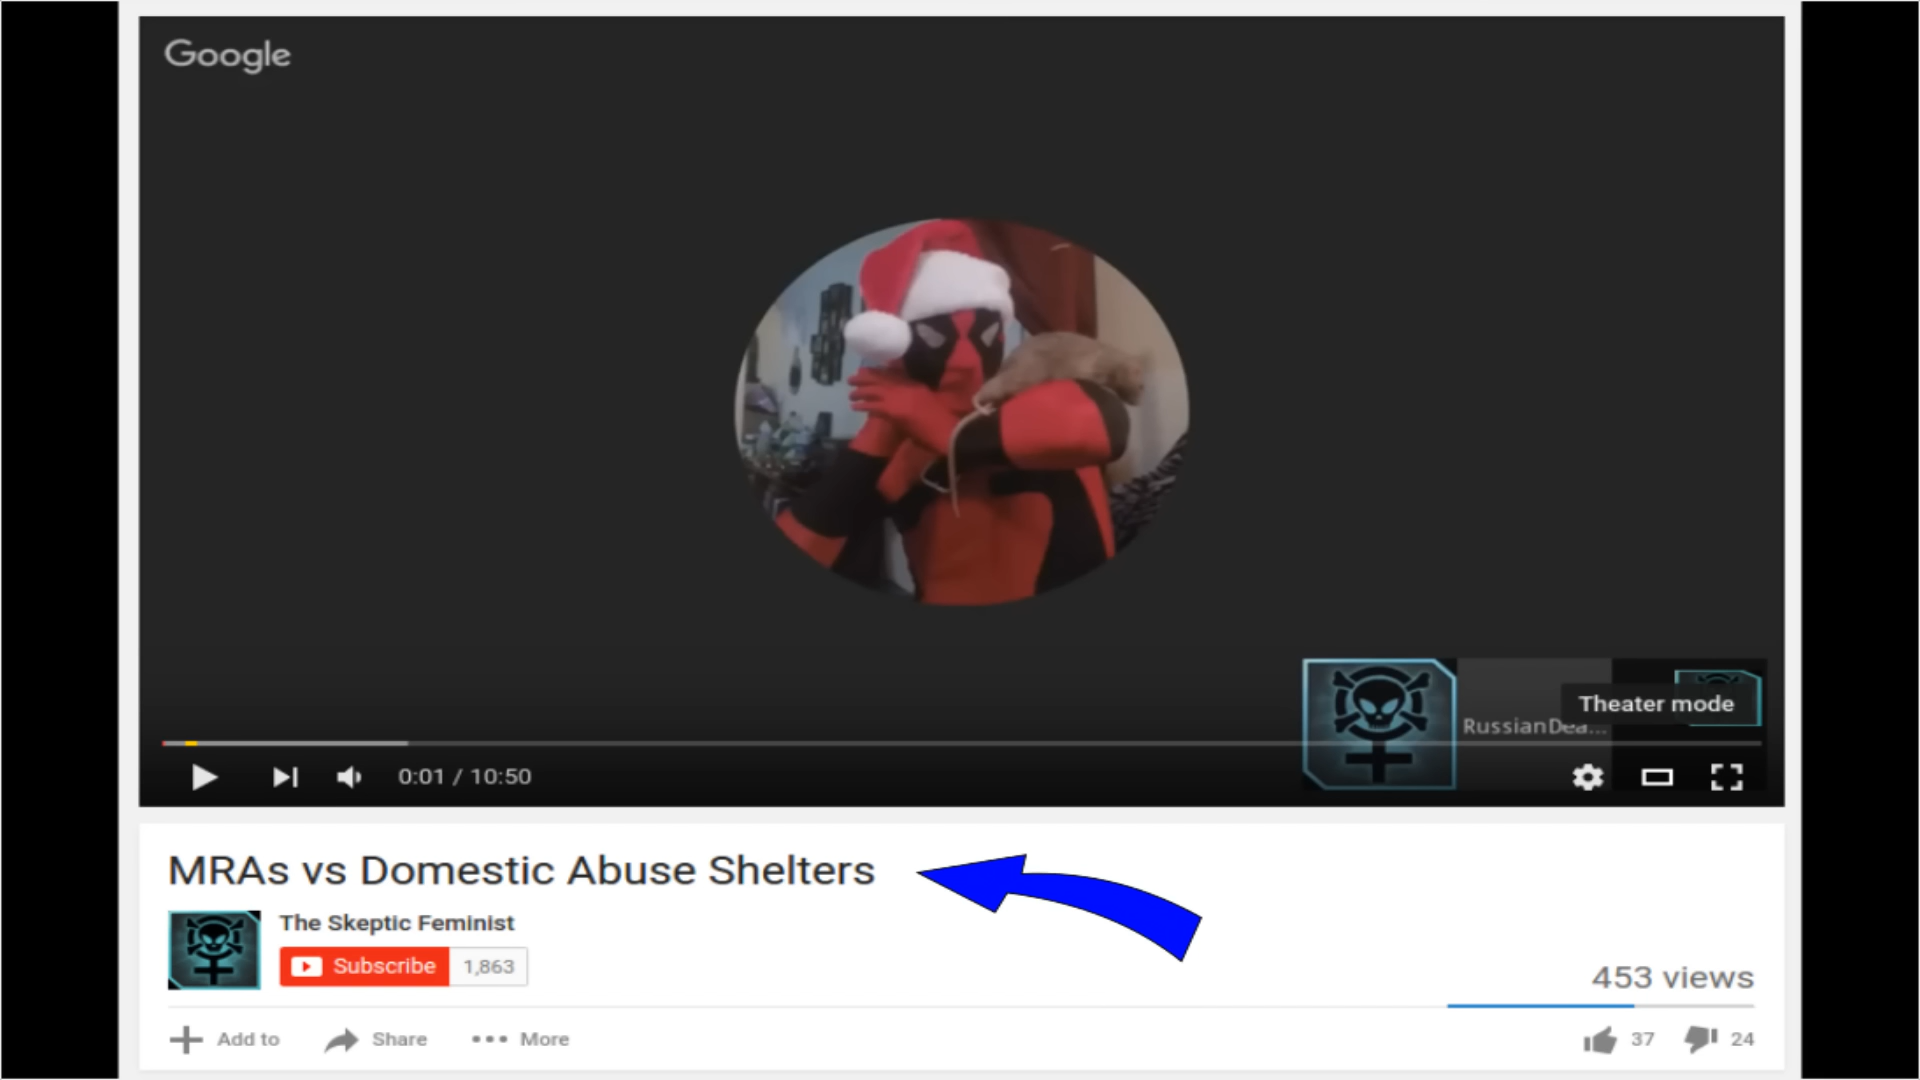 Google
Theater mode
RussianDea...
0:01 / 10:50
MRAs vs Domestic Abuse Shelters
The Skeptic Feminist
Subscribe 1,863
453 views
Add to Share More 37 24